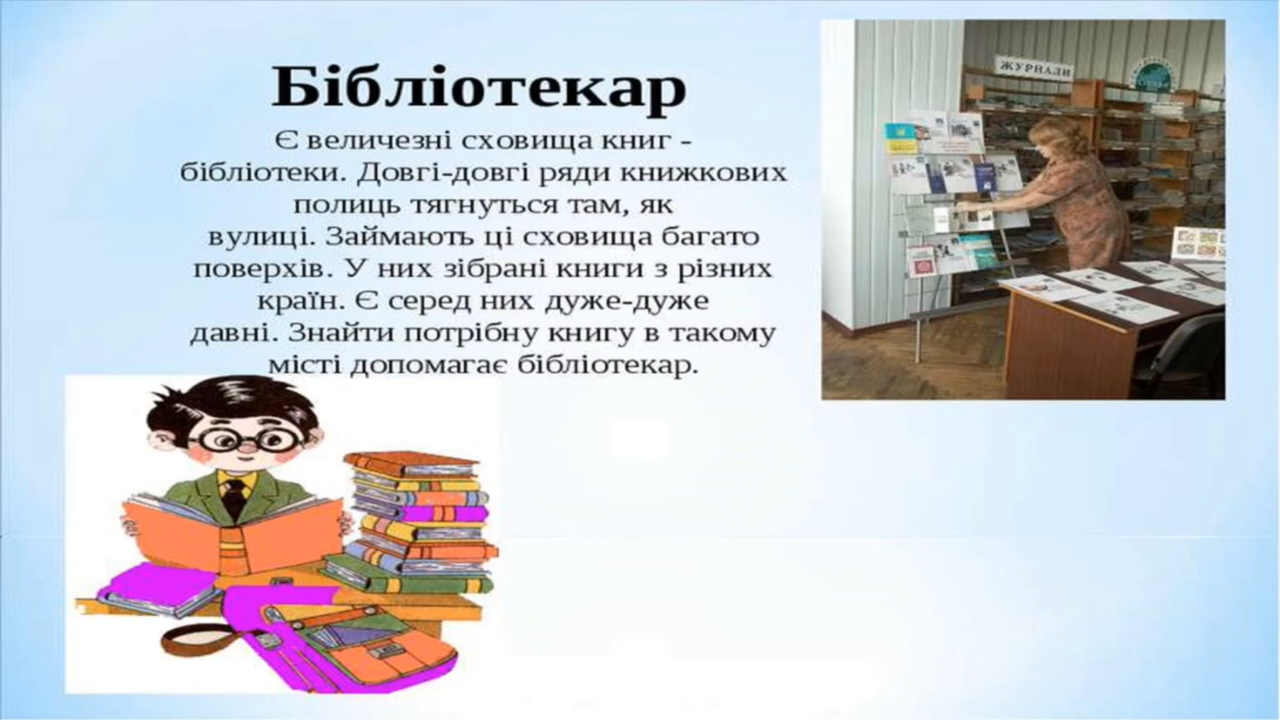 Бібліотекар
Є величезні сховища книг -
бібліотеки. Довгі-довгі ряди книжкових
полиць тягнуться там, як
вулиці. Займають ці сховища багато
поверхів. У них зібрані книги з різних
країн. Є серед них дуже-дуже
давні. Знайти потрібну книгу в такому
місті допомагає бібліотекар.
ЖУРНАЛИ